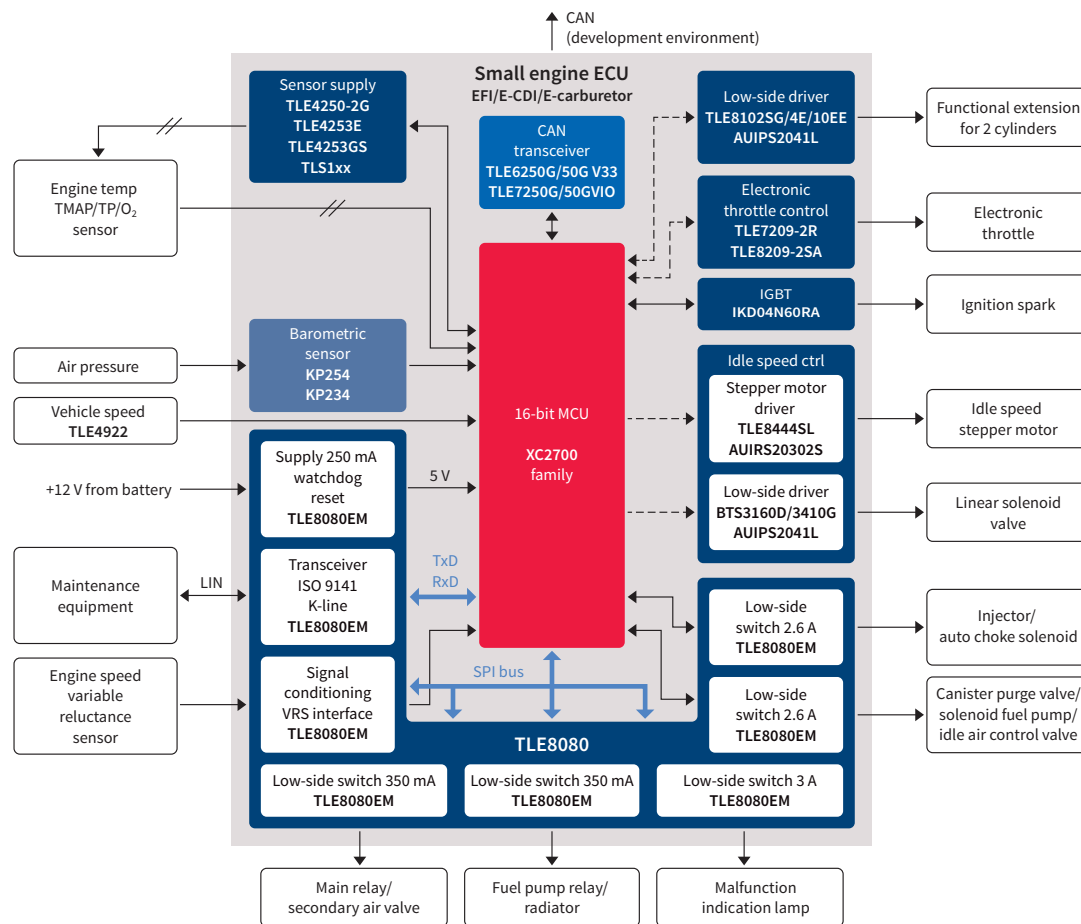 CAN
(development environment)
Small engine ECU
EFI/E-CDI/E-carburetor
Sensor supply
TLE4250-2G
TLE4253E
TLE4253GS
TLS1xx
CAN
transceiver
TLE6250G/50G V33
TLE7250G/50GVIO
Low-side driver
TLE8102SG/4E/10EE
AUIPS2041L
Functional extension
for 2 cylinders
Engine temp
TMAP/TP/O₂
sensor
Electronic
throttle control
TLE7209-2R
TLE8209-2SA
Electronic
throttle
IGBT
IKD04N60RA
Ignition spark
Air pressure
Barometric
sensor
KP254
KP234
Vehicle speed
TLE4922
16-bit MCU
XC2700
family
Idle speed ctrl
Stepper motor
driver
TLE8444SL
AUIRS20302S
Idle speed
stepper motor
Low-side driver
BTS3160D/3410G
AUIPS2041L
Linear solenoid
valve
+12 V from battery
Supply 250 mA
watchdog
reset
TLE8080EM
5 V
Maintenance
equipment
LIN
Transceiver
ISO 9141
K-line
TLE8080EM
TxD
RxD
Engine speed
variable
reluctance
sensor
Signal
conditioning
VRS interface
TLE8080EM
SPI bus
Low-side
switch 2.6 A
TLE8080EM
Injector/
auto choke solenoid
Low-side
switch 2.6 A
TLE8080EM
Canister purge valve/
solenoid fuel pump/
idle air control valve
TLE8080
Low-side switch 350 mA
TLE8080EM
Low-side switch 350 mA
TLE8080EM
Low-side switch 3 A
TLE8080EM
Main relay/
secondary air valve
Fuel pump relay/
radiator
Malfunction
indication lamp